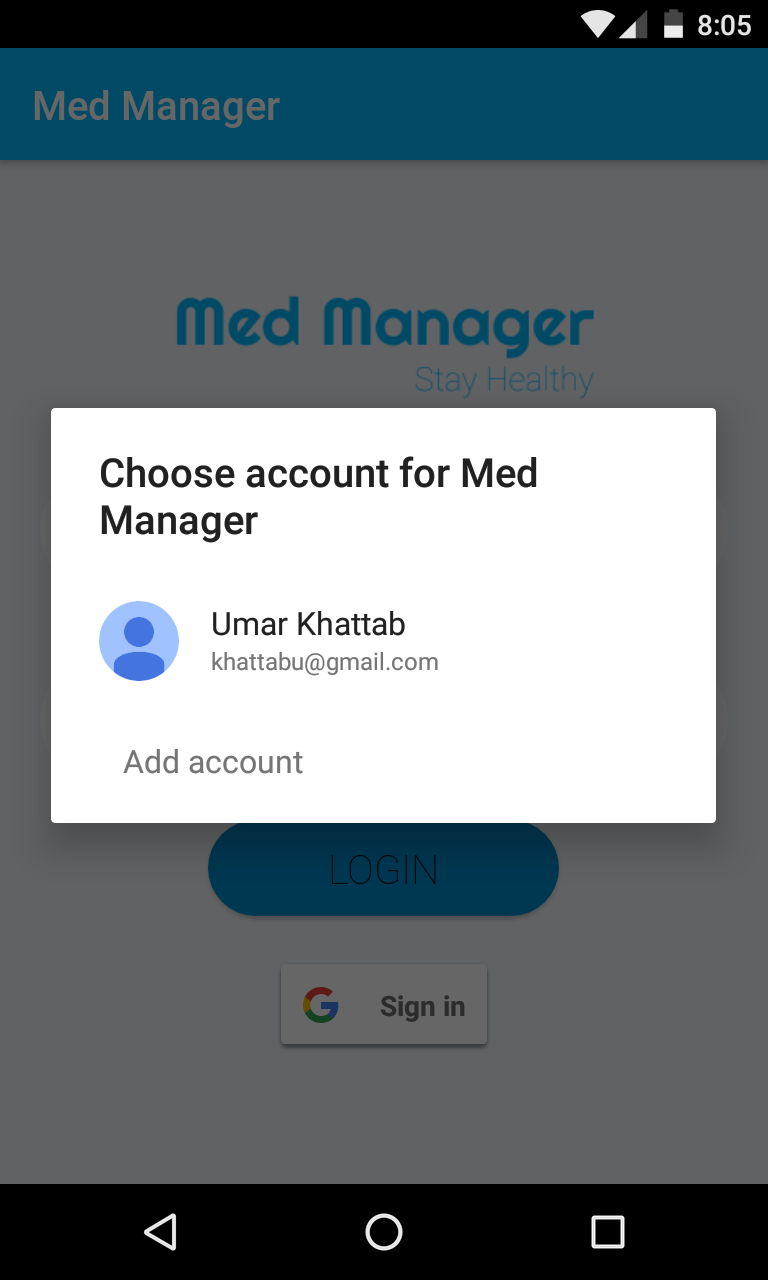 8:05
Med Manager
Med Manager
Stay Healthy
Choose account for Med
Manager
Umar Khattab
khattabu@gmail.com
Add account
LOGIN
Sign in